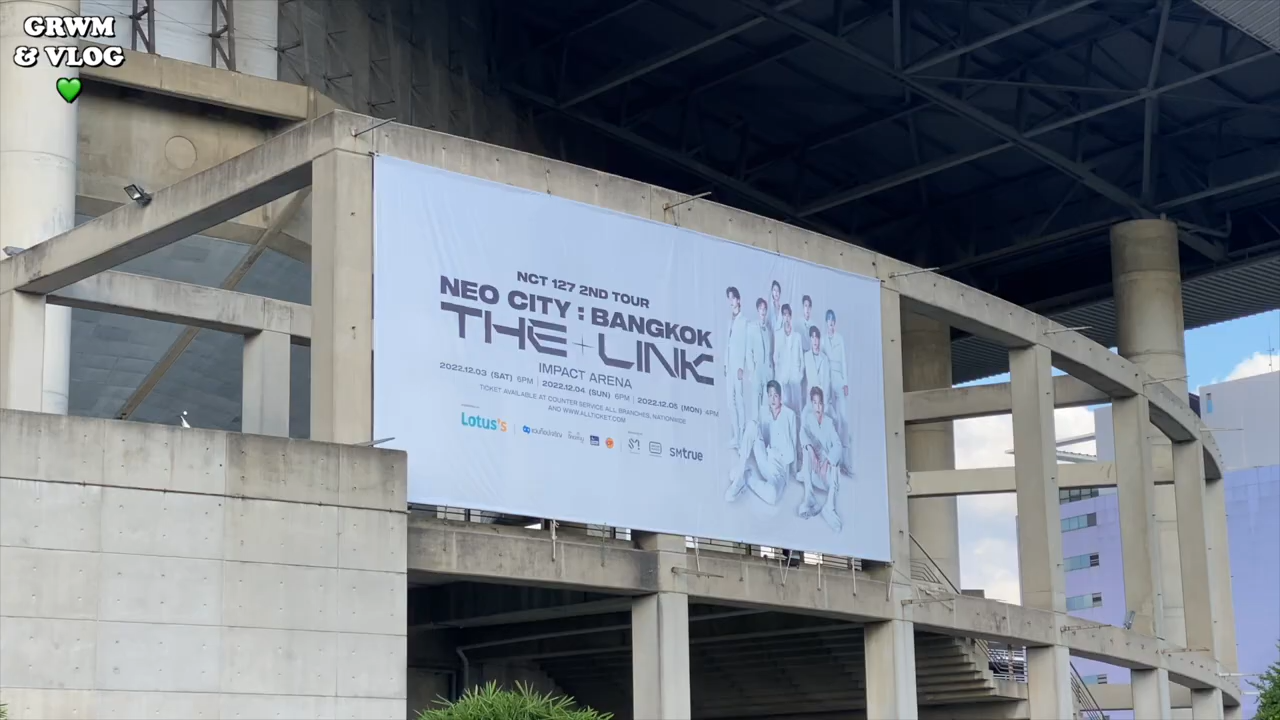 GRWM
& VLOG
NCT 127 2ND TOUR
NEO CITY : BANGKOK
THE LINK
IMPACT ARENA
2022.12.03 (SAT) 6PM | 2022.12.04 (SUN) 6PM | 2022.12.05 (MON) 4PM
TICKET AVAILABLE AT COUNTER SERVICE ALL BRANCHES, NATIONWIDE
AND WWW.ALLTICKET.COM
Lotus's
SMtrue